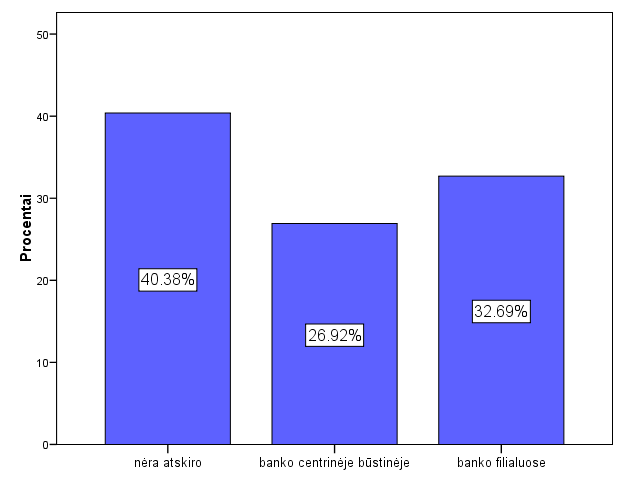 50
40
30
20
10
0
Procentai
40.38%
26.92%
32.69%
nėra atskiro
banko centrinėje būstinėje
banko filialuose